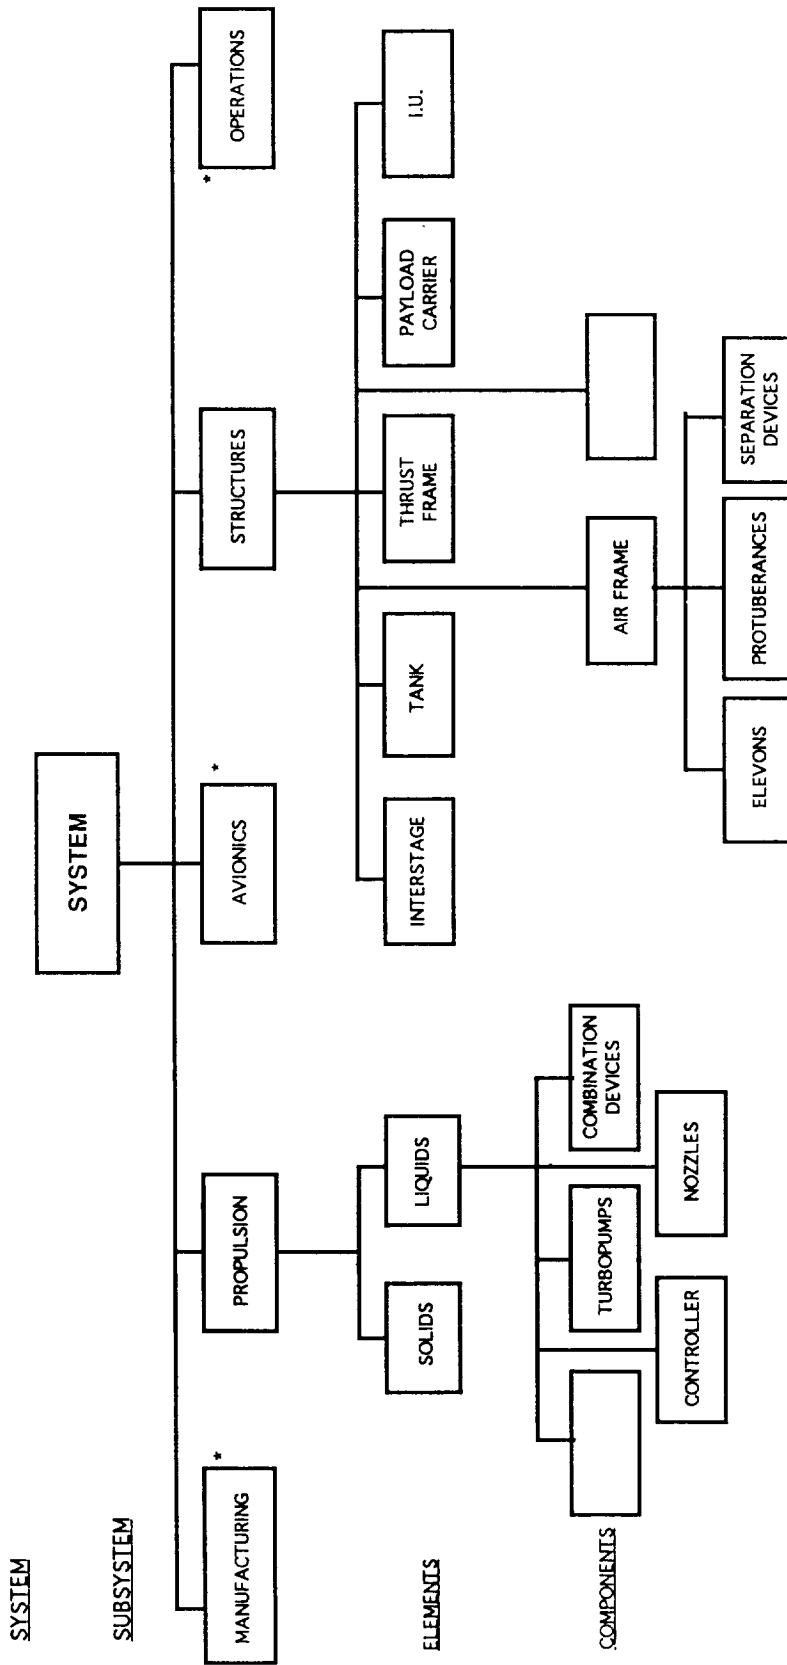 SYSTEM
SYSTEM
SUBSYSTEM
MANUFACTURING
*
PROPULSION
AVIONICS
*
STRUCTURES
*
OPERATIONS
ELEMENTS
SOLIDS
LIQUIDS
INTERSTAGE
TANK
THRUST
FRAME
PAYLOAD
CARRIER
I.U.
COMPONENTS
TURBOPUMPS
COMBINATION
DEVICES
CONTROLLER
NOZZLES
AIR FRAME
ELEVONS
PROTUBERANCES
SEPARATION
DEVICES